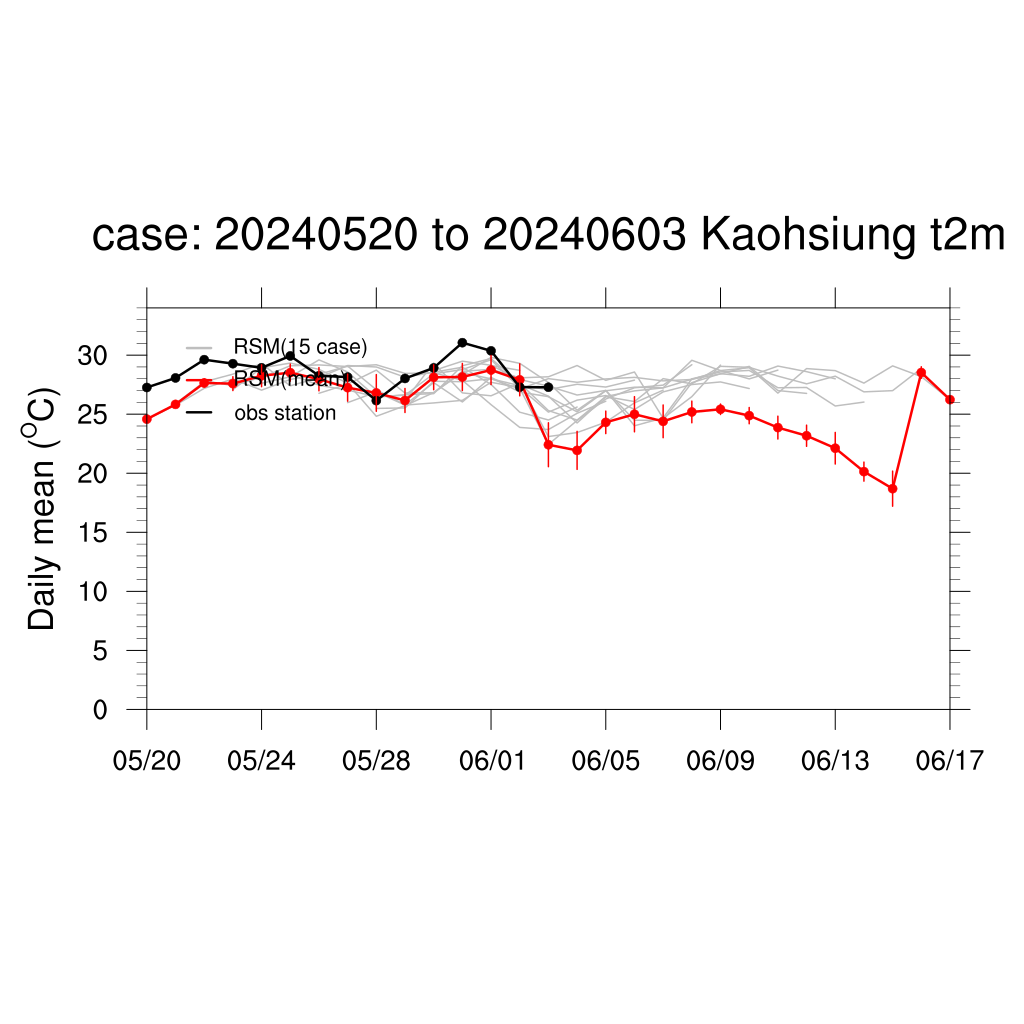 case: 20240520 to 20240603 Kaohsiung t2m
RSM(15 case)
RSM(mean)
obs station
Daily mean (°C)
30
25
20
15
10
5
0
05/20 05/24 05/28 06/01 06/05 06/09 06/13 06/17